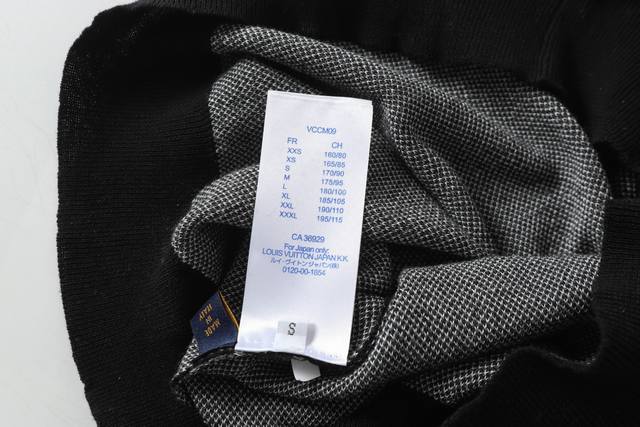 VCCM09
FR CH
XXS 160/80
XS 165/85
S 170/90
M 175/95
L 180/100
XL 185/105
XXL 190/110
XXXL 195/115
CA 36929
For Japan only:
LOUIS VUITTON JAPAN K.K.
ルイ・ヴィトンジャパン(株)
0120-00-1854
S
MADE
IN
ITALY